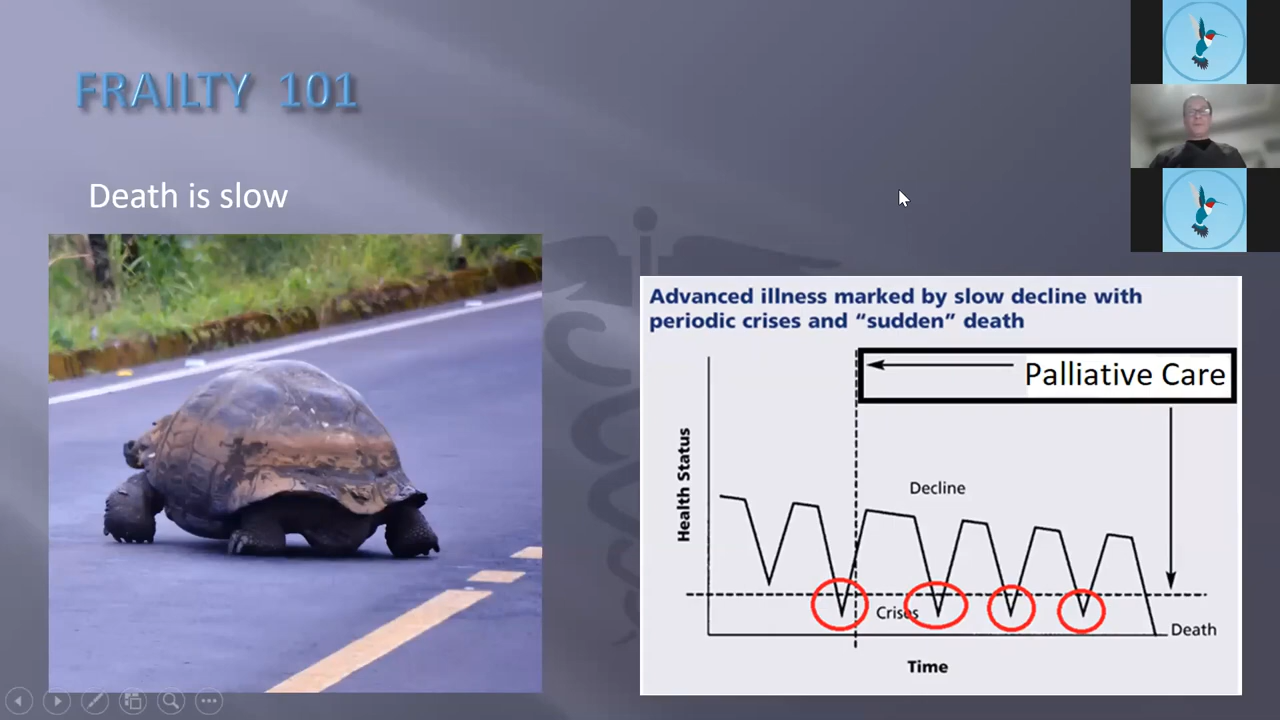 FRAILTY 101
Death is slow
Advanced illness marked by slow decline with
periodic crises and “sudden” death
Palliative Care
Health Status
Decline
Crises
Death
Time